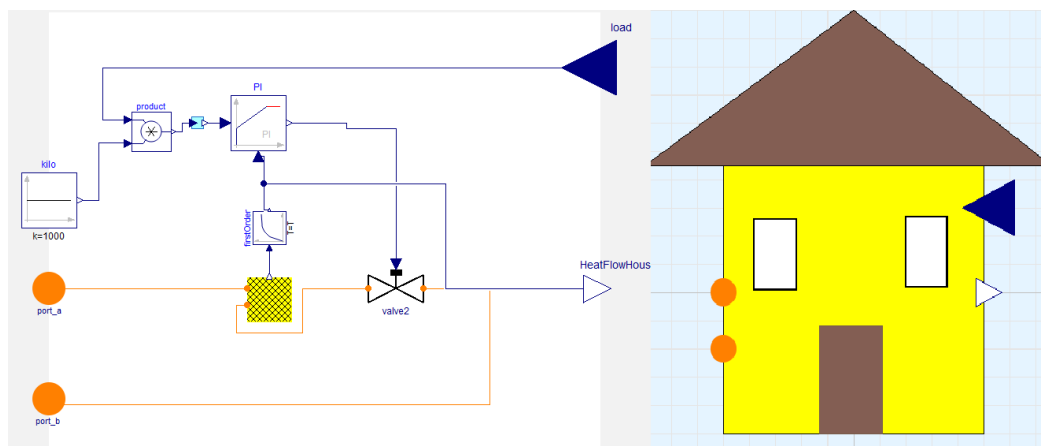 load
product
PI
PI
kilo
k=1000
firstOrder
HeatFlowHous
port_a
valve2
port_b